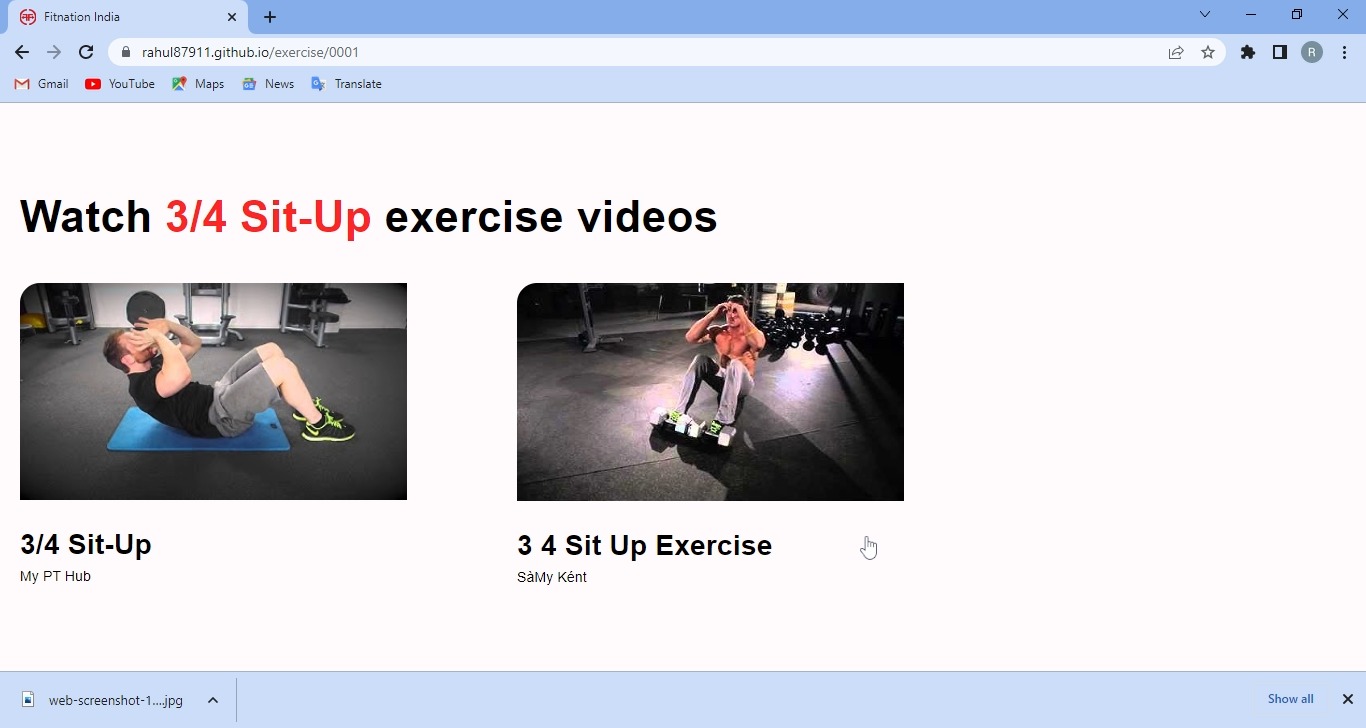 Fitnation India
rahul87911.github.io/exercise/0001
R
Gmail YouTube Maps News Translate
Watch 3/4 Sit-Up exercise videos
3/4 Sit-Up
My PT Hub
3 4 Sit Up Exercise
SàMy Ként
web-screenshot-1....jpg
Show all